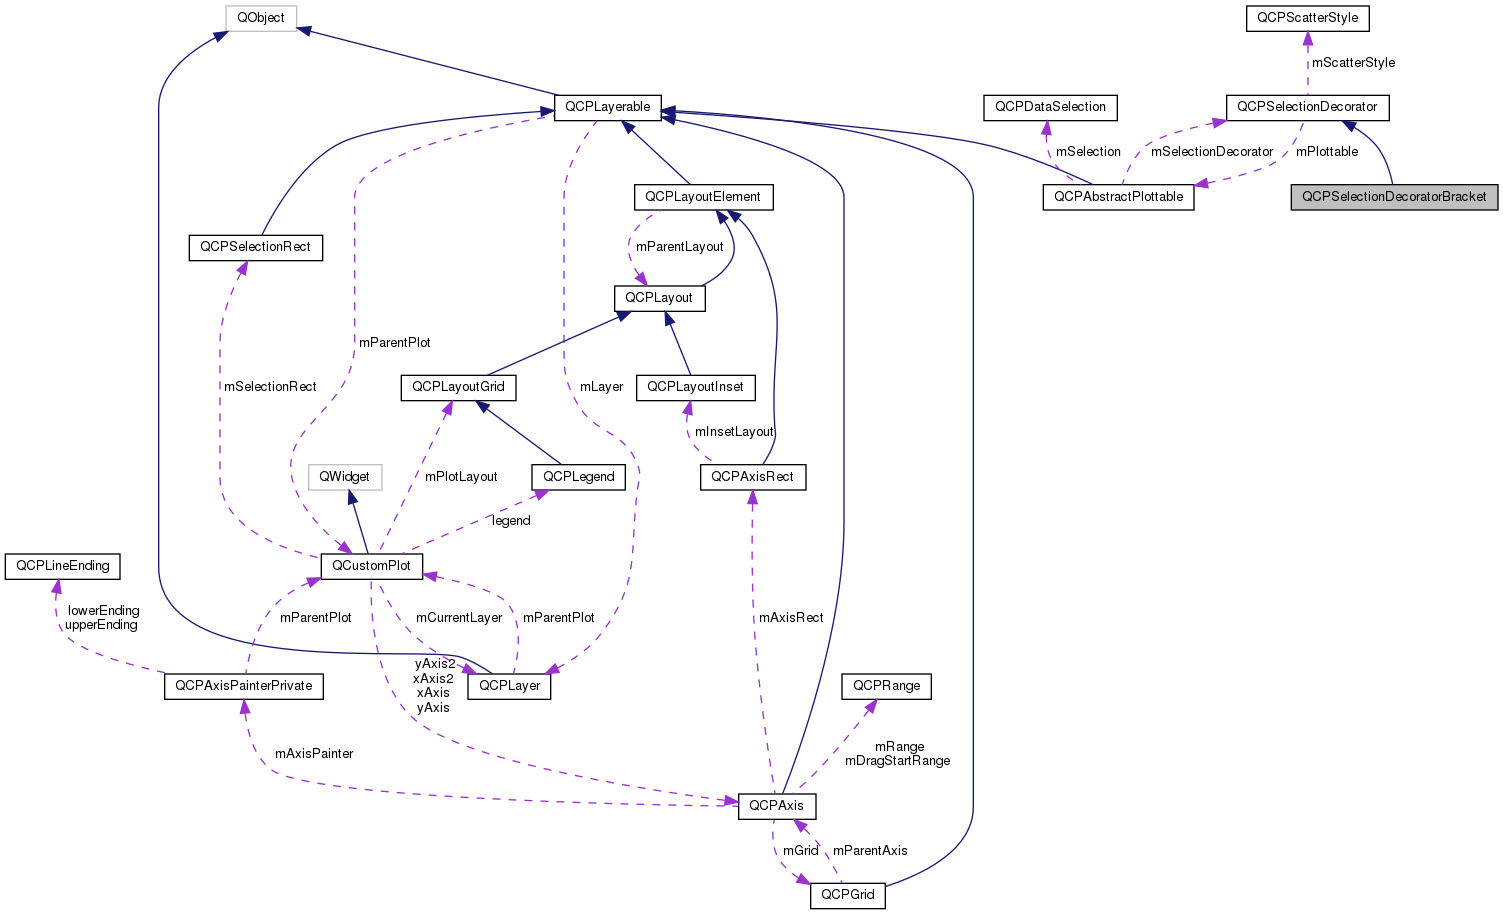 QObject
QCPScatterStyle
mScatterStyle
QCPLayerable
QCPDataSelection
QCPSelectionDecorator
mSelection
mSelectionDecorator
mPlottable
QCPLayoutElement
QCPAbstractPlottable
QCPSelectionDecoratorBracket
QCPSelectionRect
mParentLayout
QCPLayout
mParentPlot
mSelectionRect
QCPLayoutGrid
mLayer
QCPLayoutInset
mInsetLayout
QWidget
mPlotLayout
QCPLegend
QCPAxisRect
legend
QCPLineEnding
QCustomPlot
lowerEnding
upperEnding
mParentPlot
mCurrentLayer
mParentPlot
mAxisRect
yAxis2
xAxis2
xAxis
yAxis
QCPAxisPainterPrivate
QCPLayer
QCPRange
mAxisPainter
mRange
mDragStartRange
QCPAxis
mGrid
mParentAxis
QCPGrid